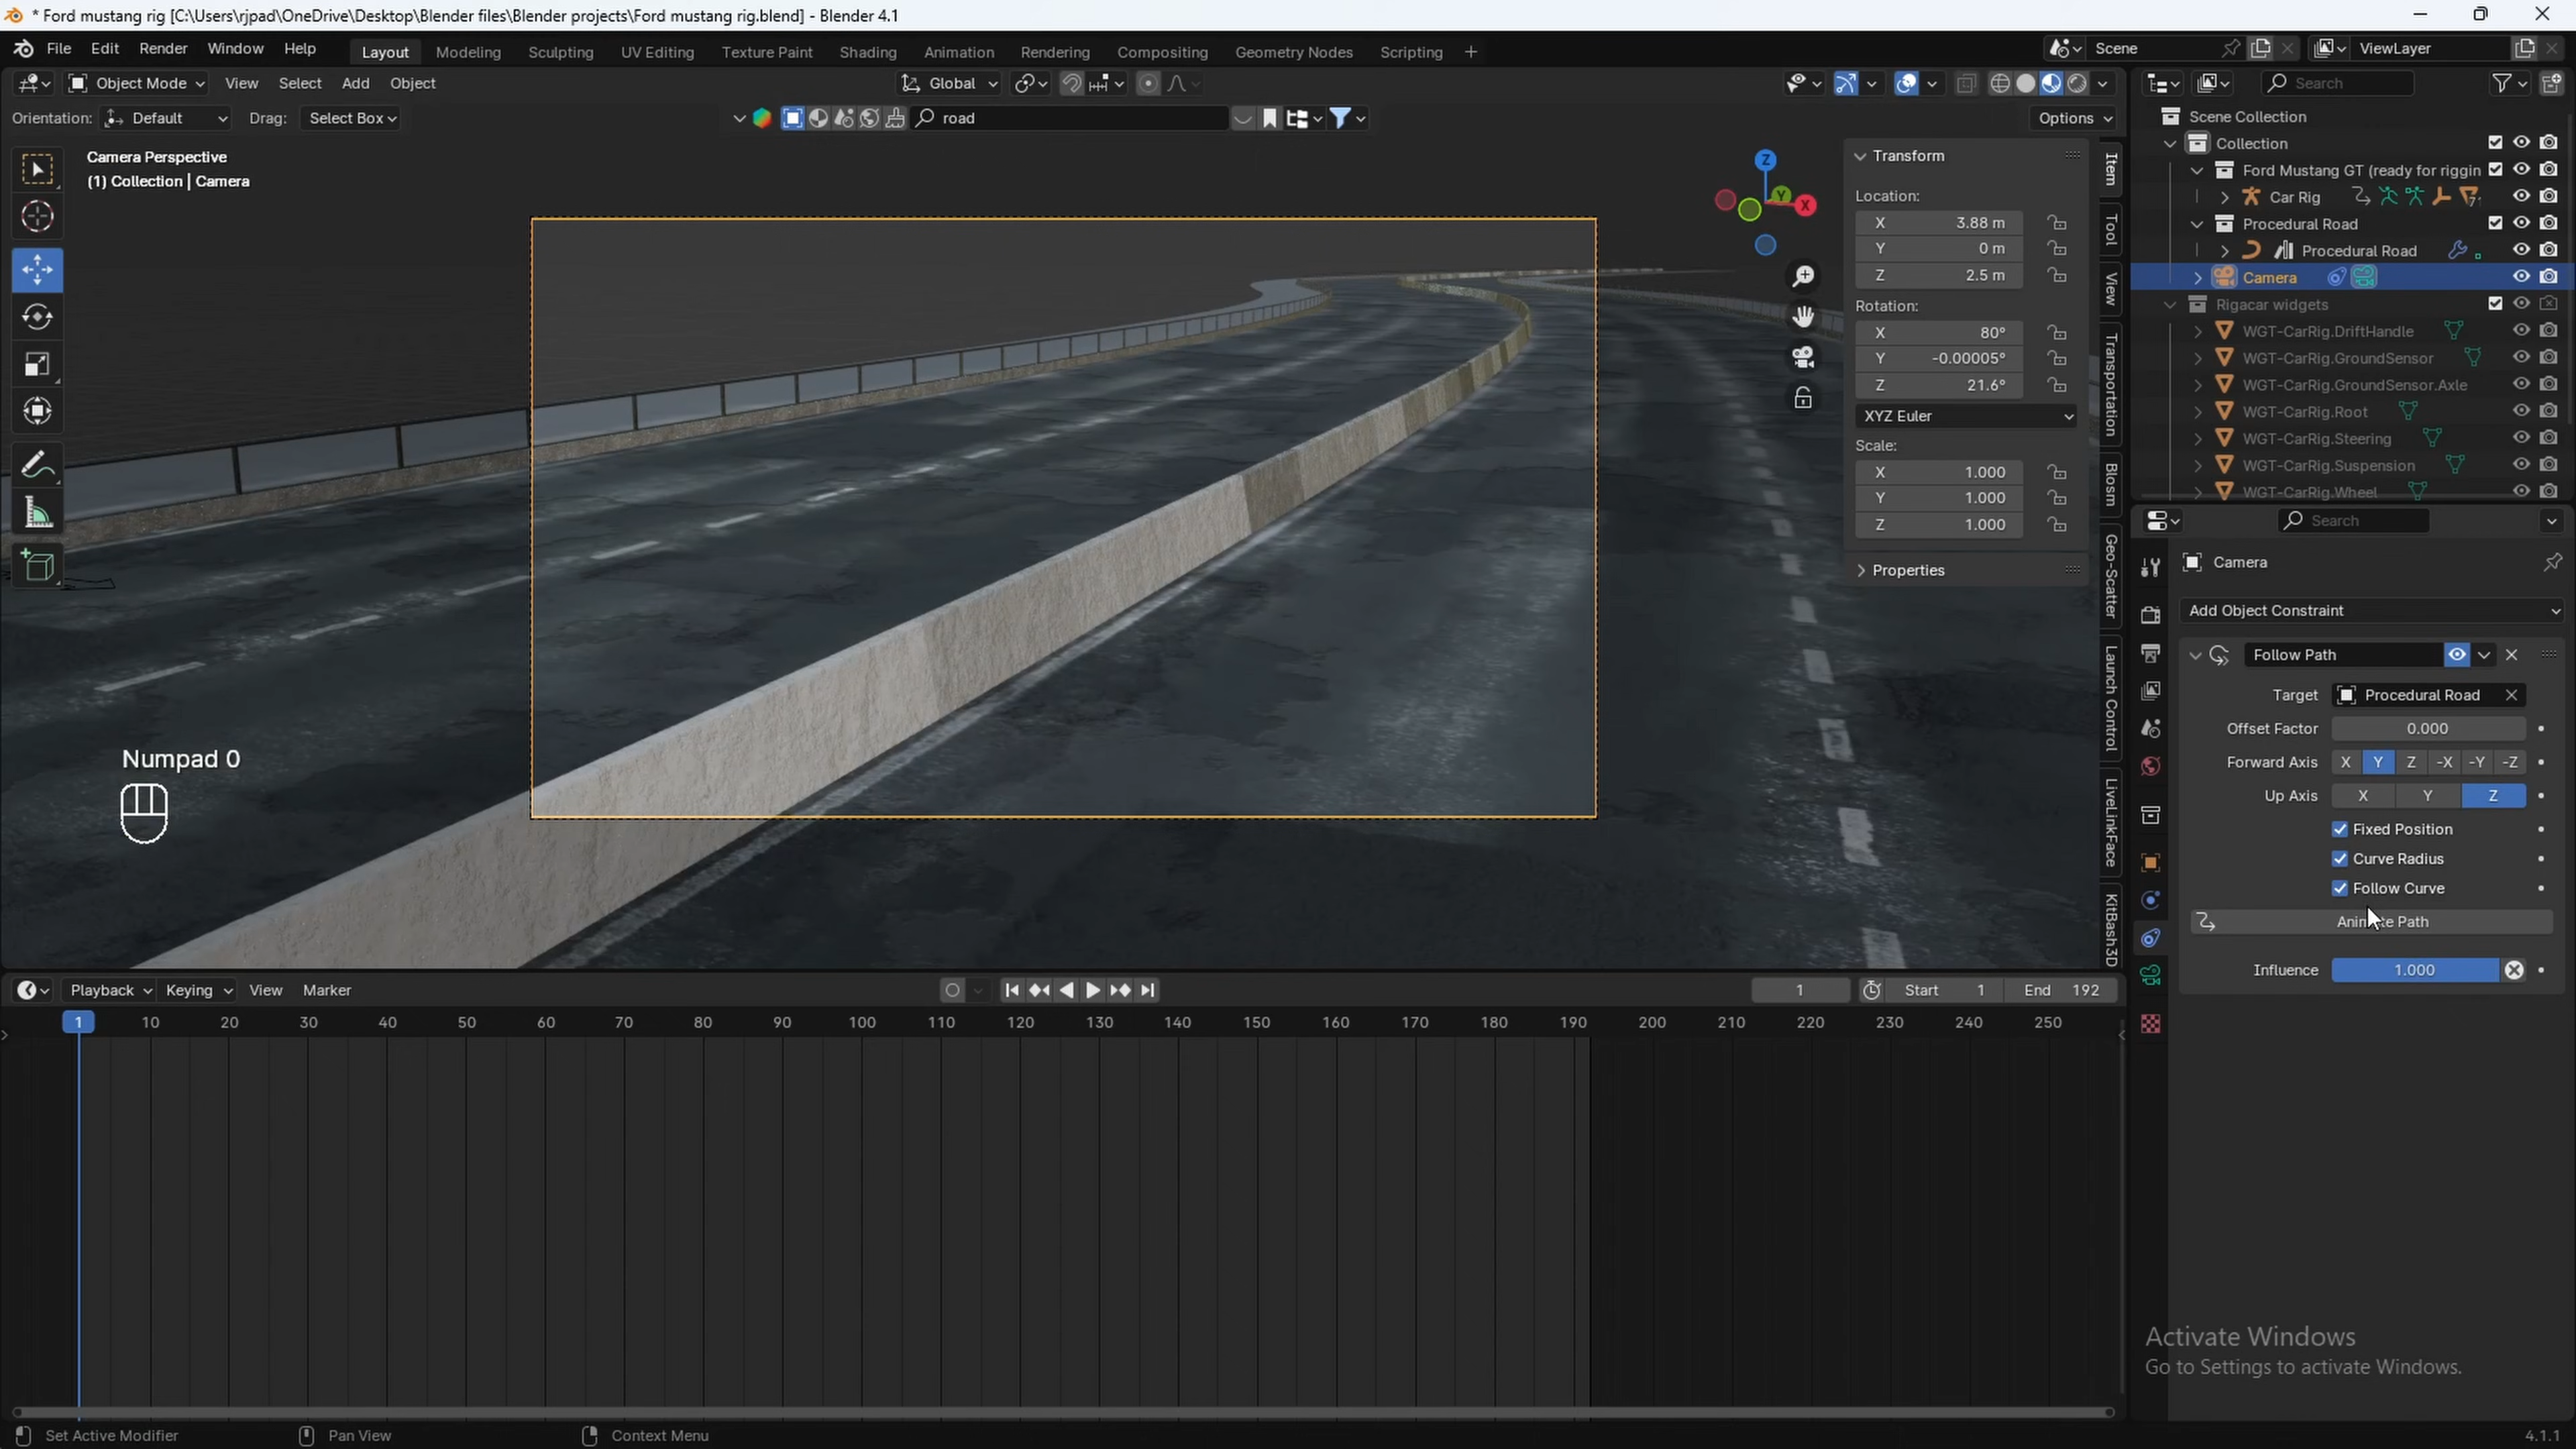 * Ford mustang rig [C:\Users\rjpad\OneDrive\Desktop\Blender files\Blender projects\Ford mustang rig.blend] - Blender 4.1
File Edit Render Window Help Layout Modeling Sculpting UV Editing Texture Paint Shading Animation Rendering Compositing Geometry Nodes Scripting + Scene ViewLayer
Object Mode View Select Add Object Global Search
Orientation: Default Drag: Select Box road Options
Camera Perspective
(1) Collection | Camera
Z
Y
X
Transform
Location:
X 3.88 m
Y 0 m
Z 2.5 m
Rotation:
X 80°
Y -0.00005°
Z 21.6°
XYZ Euler
Scale:
X 1.000
Y 1.000
Z 1.000
Properties
Item
Tool
View
Transportation
Blosm
Geo-Scatter
Launch Control
LiveLinkFace
KitBash3D
Scene Collection
Collection
Ford Mustang GT (ready for riggin
Car Rig
Procedural Road
Procedural Road
Camera
Rigacar widgets
WGT-CarRig.DriftHandle
WGT-CarRig.GroundSensor
WGT-CarRig.GroundSensor.Axle
WGT-CarRig.Root
WGT-CarRig.Steering
WGT-CarRig.Suspension
WGT-CarRig.Wheel
Search
Camera
Add Object Constraint
Follow Path
Target Procedural Road
Offset Factor 0.000
Forward Axis X Y Z -X -Y -Z
Up Axis X Y Z
Fixed Position
Curve Radius
Follow Curve
Animate Path
Influence 1.000
Numpad 0
Playback Keying View Marker 1 Start 1 End 192
1 10 20 30 40 50 60 70 80 90 100 110 120 130 140 150 160 170 180 190 200 210 220 230 240 250
Activate Windows
Go to Settings to activate Windows.
Set Active Modifier Pan View Context Menu 4.1.1